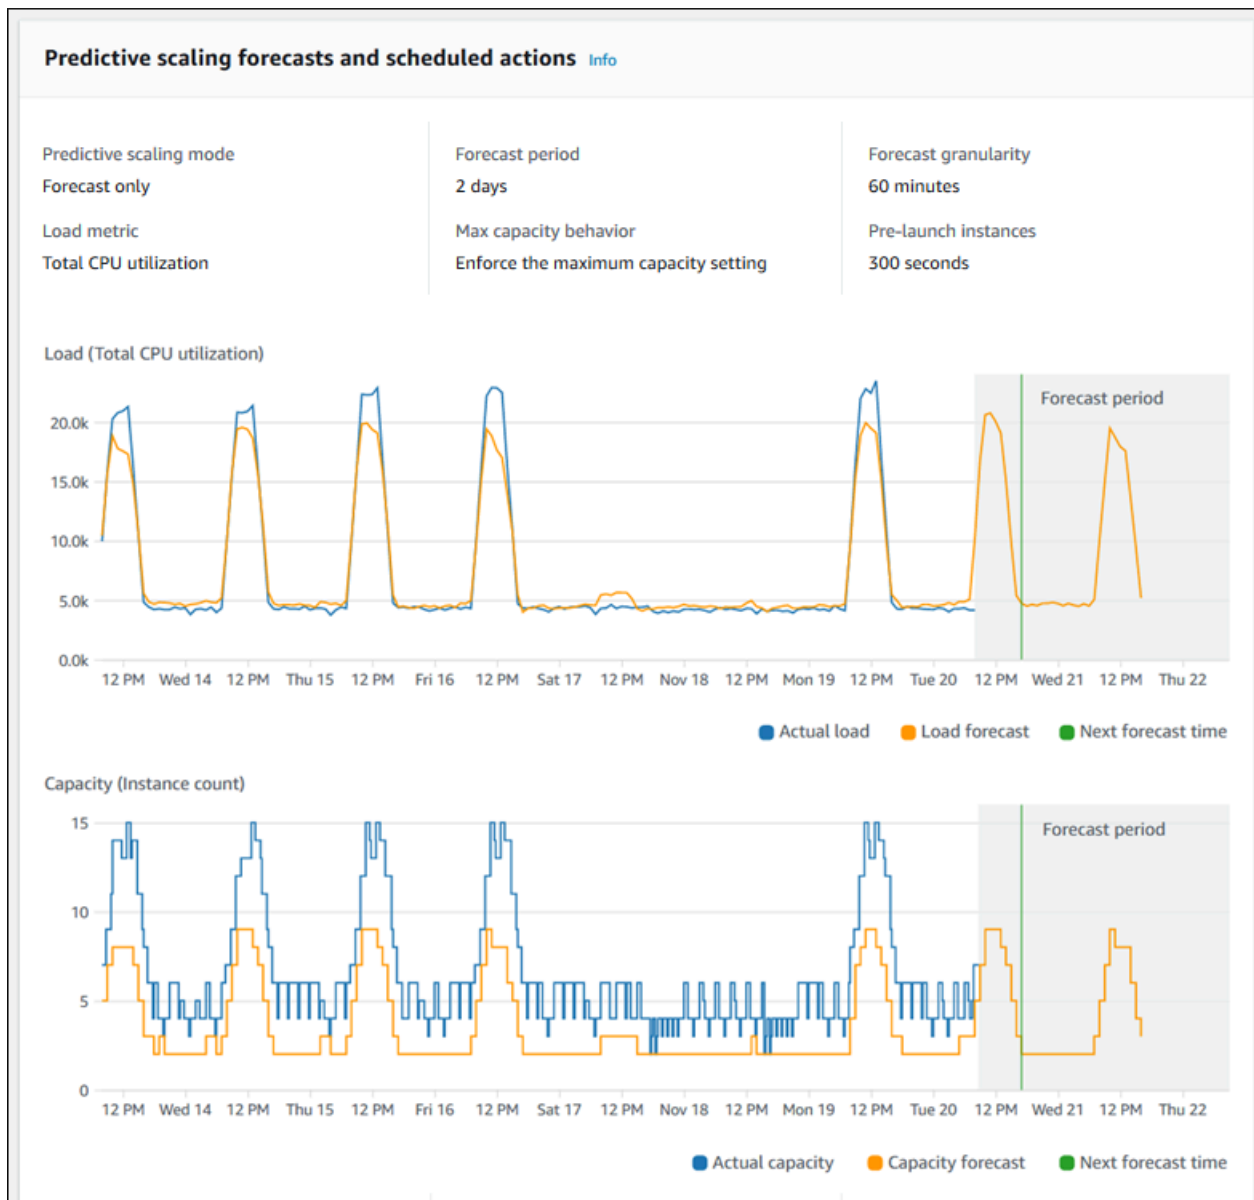 Predictive scaling forecasts and scheduled actions Info
Predictive scaling mode
Forecast only
Forecast period
2 days
Forecast granularity
60 minutes
Load metric
Total CPU utilization
Max capacity behavior
Enforce the maximum capacity setting
Pre-launch instances
300 seconds
Load (Total CPU utilization)
Forecast period
20.0k
15.0k
10.0k
5.0k
0.0k
12 PM Wed 14 12 PM Thu 15 12 PM Fri 16 12 PM Sat 17 12 PM Nov 18 12 PM Mon 19 12 PM Tue 20 12 PM Wed 21 12 PM Thu 22
Actual load Load forecast Next forecast time
Capacity (Instance count)
Forecast period
15
10
5
0
12 PM Wed 14 12 PM Thu 15 12 PM Fri 16 12 PM Sat 17 12 PM Nov 18 12 PM Mon 19 12 PM Tue 20 12 PM Wed 21 12 PM Thu 22
Actual capacity Capacity forecast Next forecast time